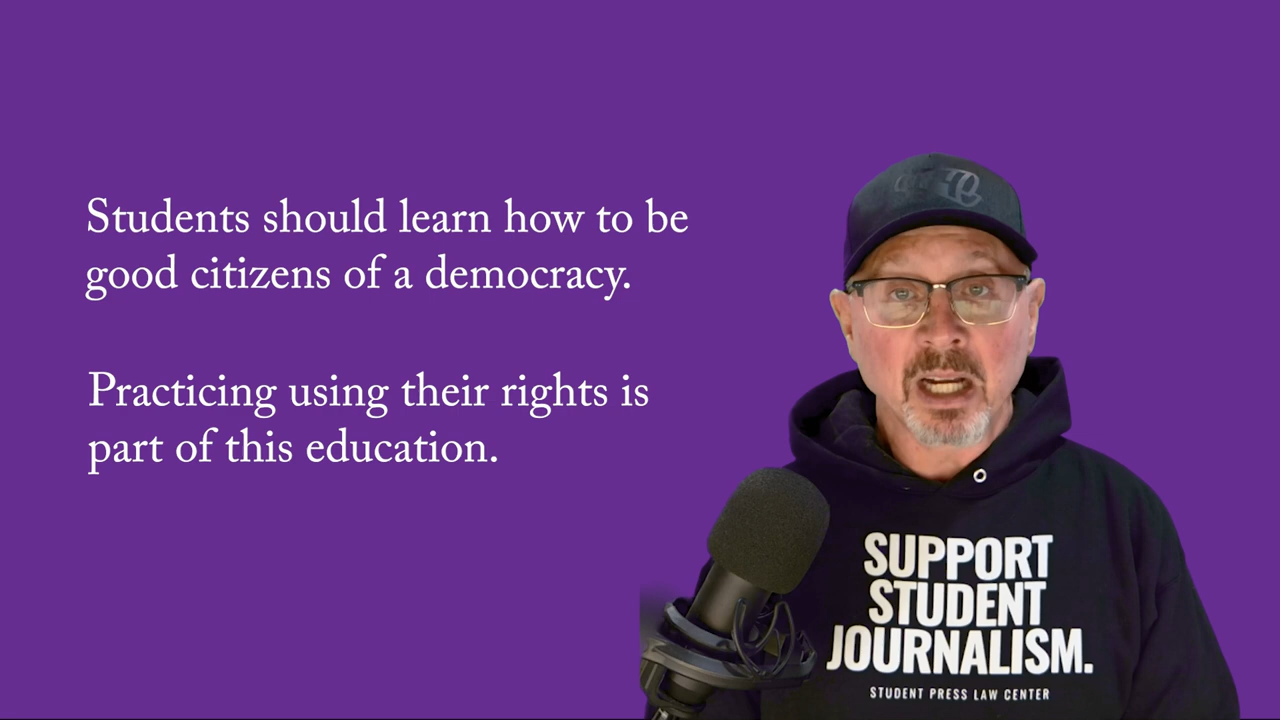 Students should learn how to be
good citizens of a democracy.
Practicing using their rights is
part of this education.
SUPPORT
STUDENT
JOURNALISM.
STUDENT PRESS LAW CENTER